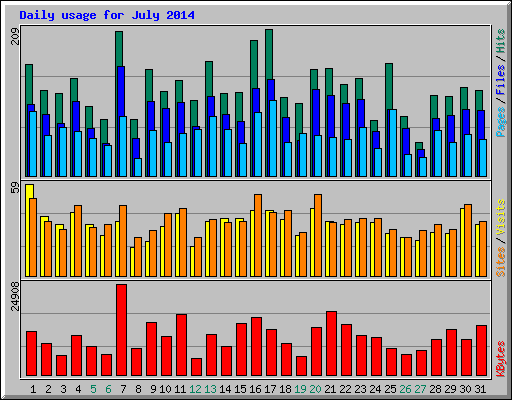 Daily usage for July 2014
209
Pages/Files/Hits
59
Sites/Visits
24908
KBytes
1 2 3 4 5 6 7 8 9 10 11 12 13 14 15 16 17 18 19 20 21 22 23 24 25 26 27 28 29 30 31